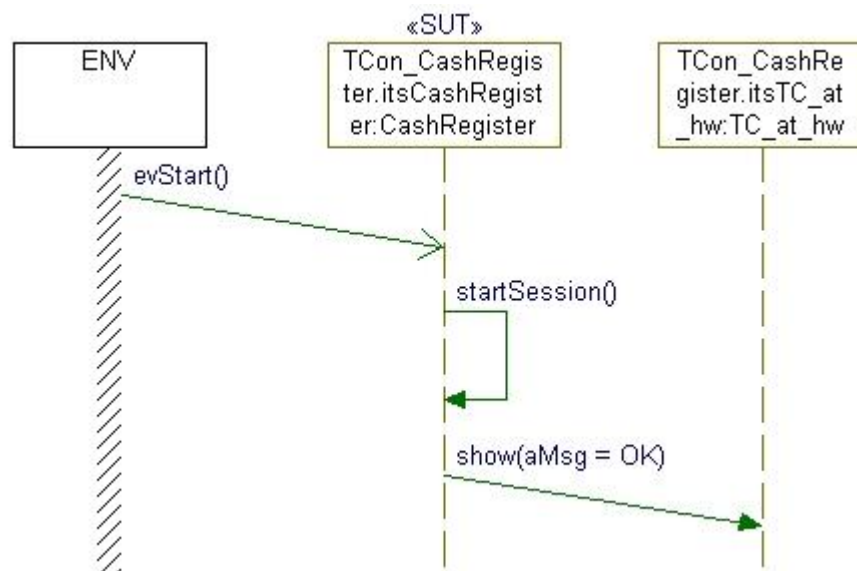 «SUT»
ENV
TCon_CashRegis
ter.itsCashRegist
er:CashRegister
TCon_CashRe
gister.itsTC_at
_hw:TC_at_hw
evStart()
startSession()
show(aMsg = OK)